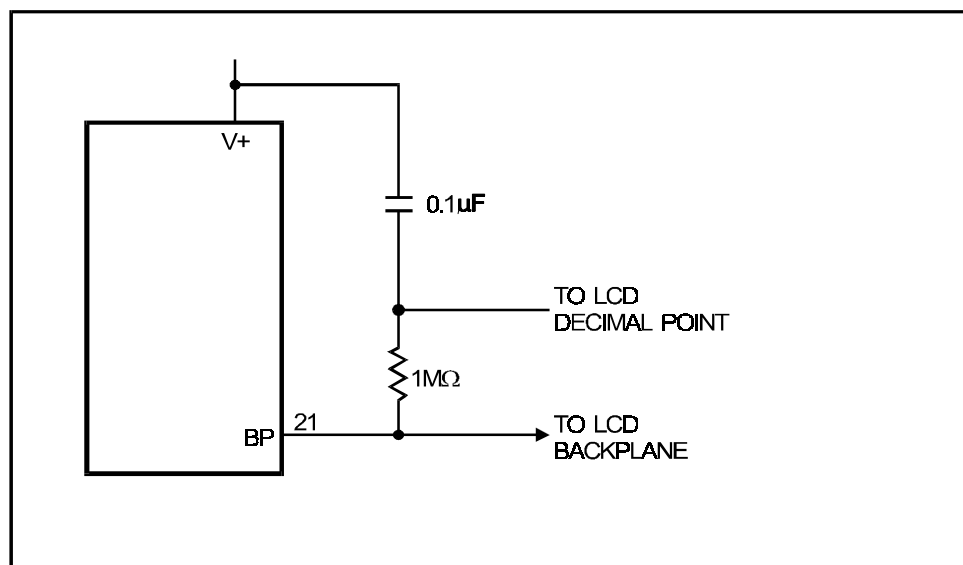 V+
0.1µF
TO LCD
DECIMAL POINT
1MΩ
21
BP
TO LCD
BACKPLANE